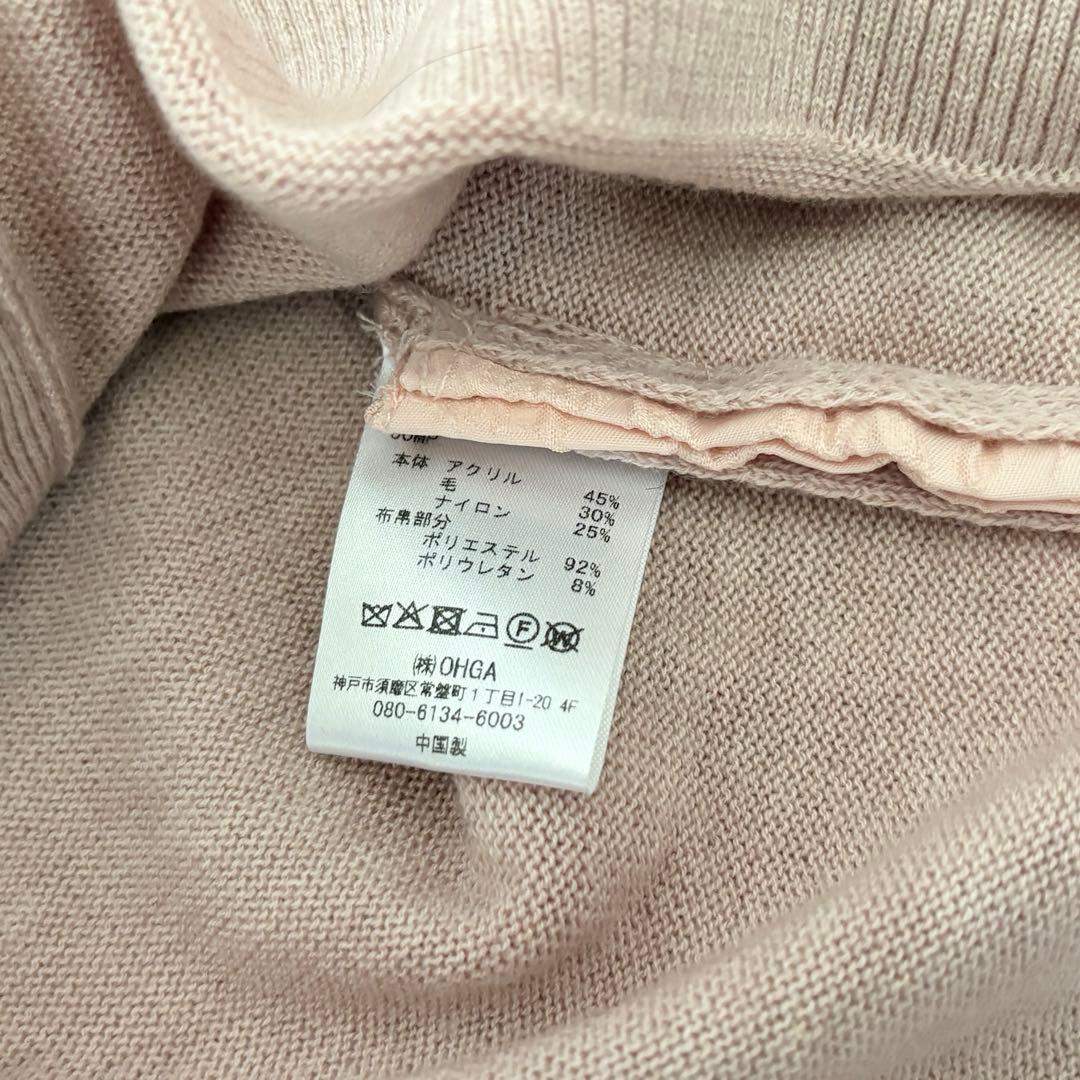 本体 アクリル 45%
毛 30%
ナイロン 25%
布帛部分
ポリエステル 92%
ポリウレタン 8%
F W
㈱OHGA
神戸市須磨区常盤町1丁目1-20 4F
080-6134-6003
中国製